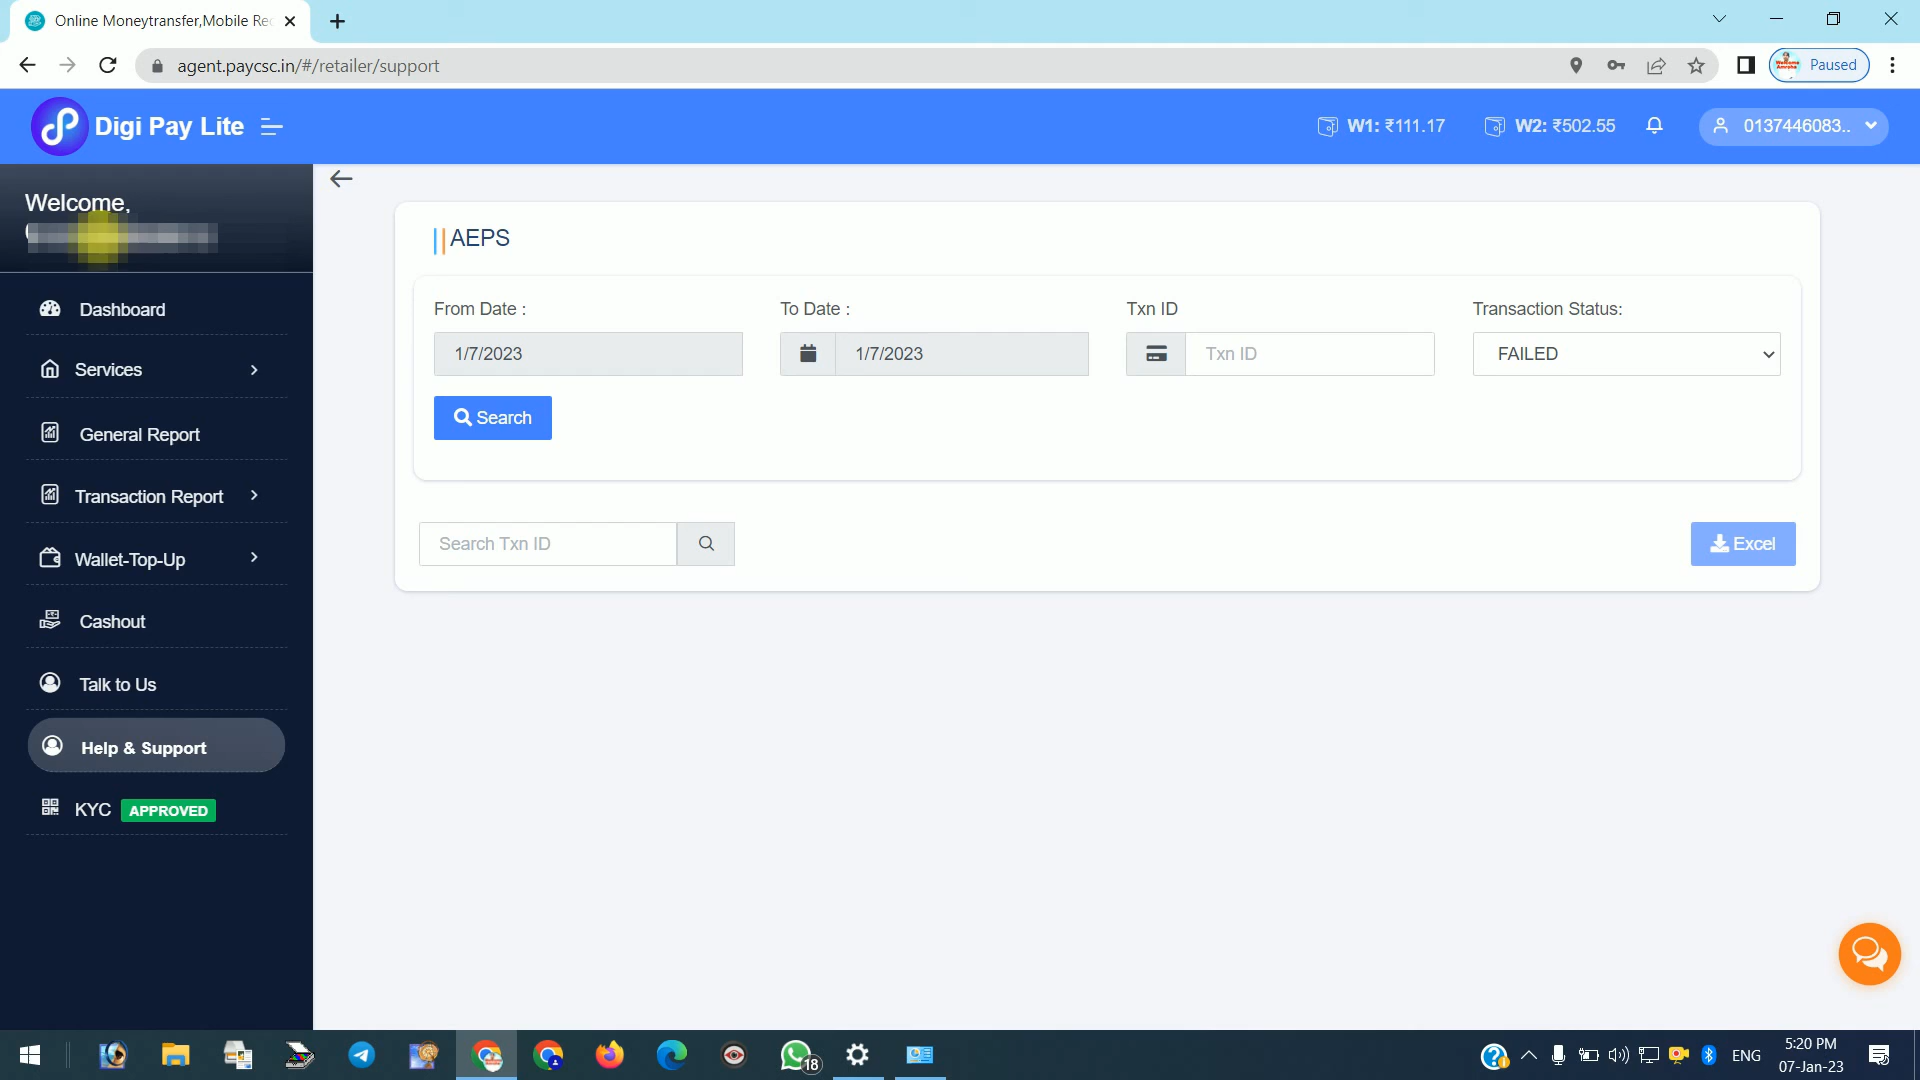 Online Moneytransfer,Mobile Rec
agent.paycsc.in/#/retailer/support
Paused
Digi Pay Lite
W1: ₹111.17
W2: ₹502.55
0137446083..
Welcome,
Dashboard
Services
General Report
Transaction Report
Wallet-Top-Up
Cashout
Talk to Us
Help & Support
KYC APPROVED
AEPS
From Date :
To Date :
Txn ID
Transaction Status:
1/7/2023
1/7/2023
Txn ID
FAILED
Search
Search Txn ID
Excel
18
ENG
5:20 PM
07-Jan-23